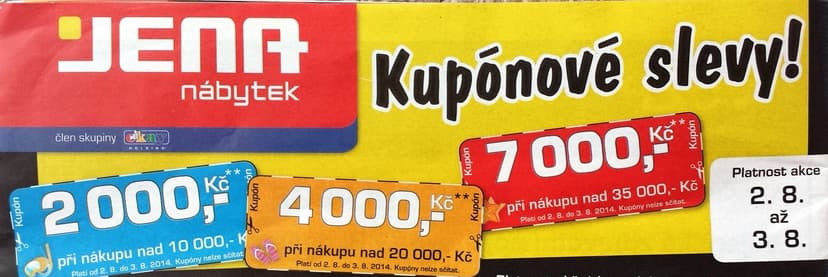 JENA
nábytek
člen skupiny
HOLDING
Kupónové slevy!
Kupón
2 000,- Kč**
při nákupu nad 10 000,- K
Platí od 2. 8. do 3. 8. 2014. Kupóny nelze sčítat.
Kupón
4 000,- Kč**
při nákupu nad 20 000,- Kč
Platí od 2. 8. do 3. 8. 2014. Kupóny nelze sčítat.
Kupón
7 000,- Kč**
při nákupu nad 35 000,- Kč
Platí od 2. 8. do 3. 8. 2014. Kupóny nelze sčítat.
Kupón
Platnost akce
2. 8.
až
3. 8.